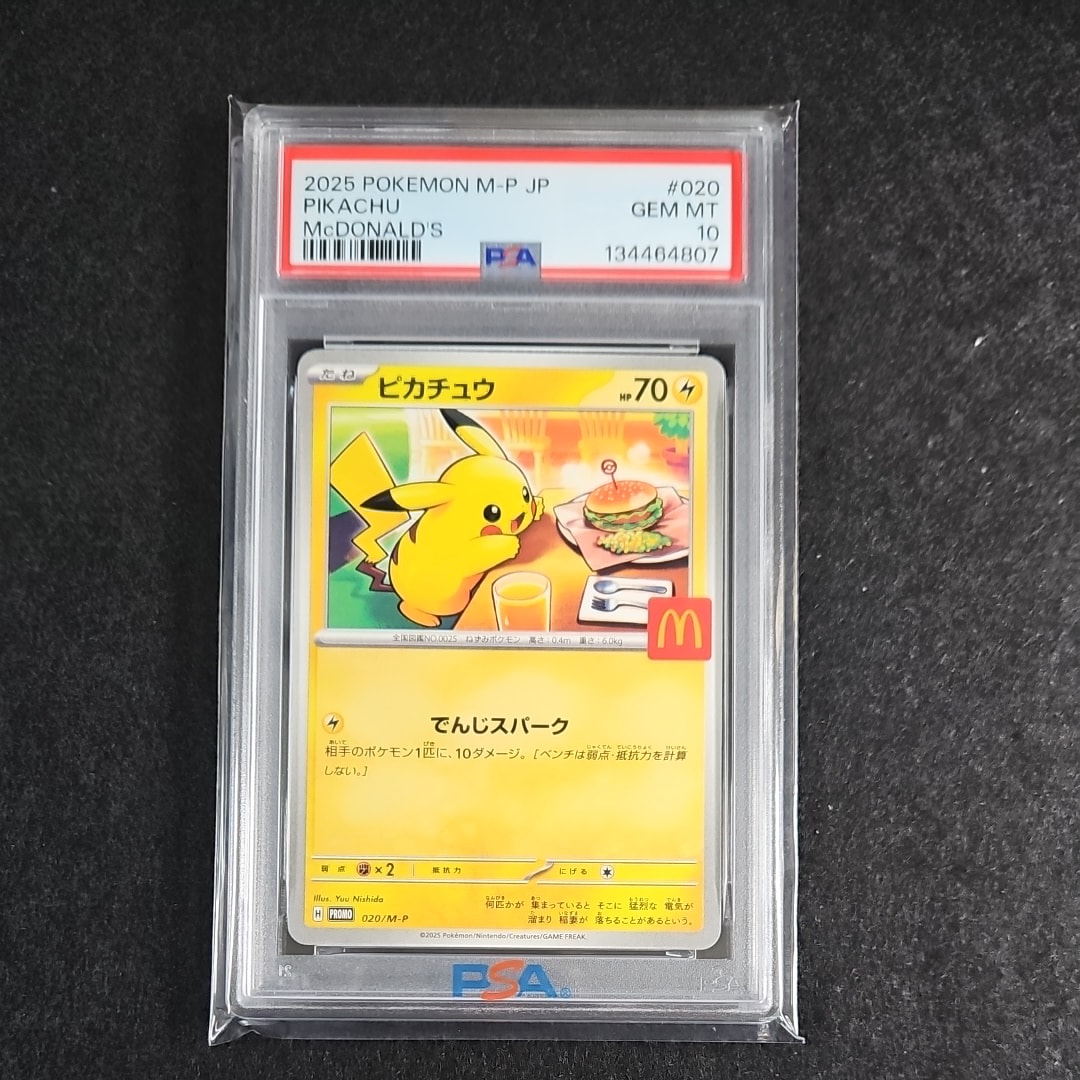 2025 POKEMON M-P JP #020
PIKACHU GEM MT
McDONALD'S 10
PSA 134464807
たね ピカチュウ HP70
M
全国図鑑NO.0025 ねずみポケモン 高さ:0.4m 重さ:6.0kg
でんじスパーク
相手のポケモン1匹に、10ダメージ。[ベンチは弱点・抵抗力を計算
しない。]
弱点 ×2 抵抗力 にげる
Illus. Yuu Nishida
何匹かが 集まっていると そこに 猛烈な 電気が
H PROMO 020/M-P
溜まり 稲妻が 落ちることがあるという。
©2025 Pokémon/Nintendo/Creatures/GAME FREAK.
PSA
PSA